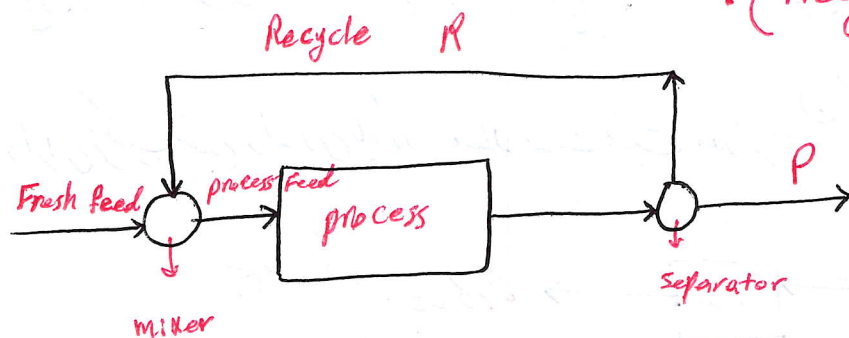 Recycle R
Fresh feed
process feed
process
P
separator
mixer